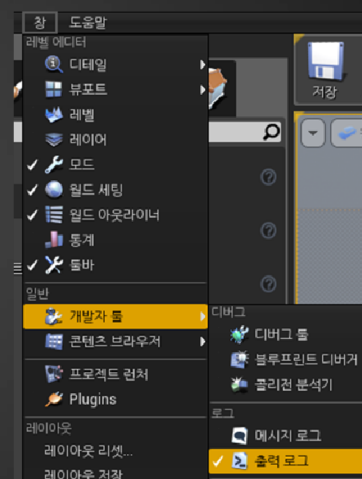 창 도움말
레벨 에디터
디테일
뷰포트
레벨
레이어
모드
월드 세팅
월드 아웃라이너
통계
툴바
일반
개발자 툴
콘텐츠 브라우저
프로젝트 런처
Plugins
레이아웃
레이아웃 리셋...
레이아웃 저장
저장
디버그
디버그 툴
블루프린트 디버거
콜리전 분석기
로그
메시지 로그
출력 로그